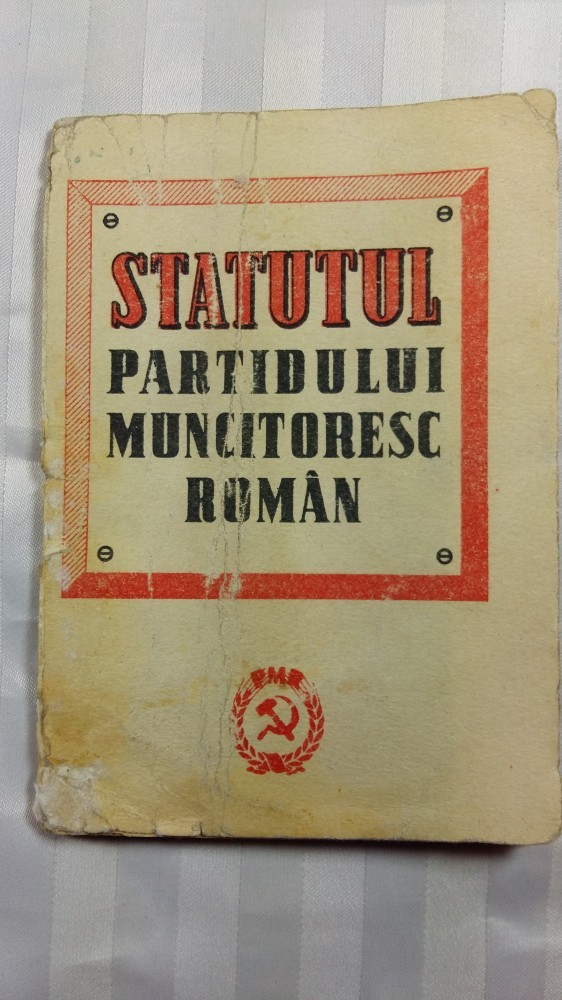 STATUTUL
PARTIDULUI
MUNCITORESC
ROMÂN
PMR